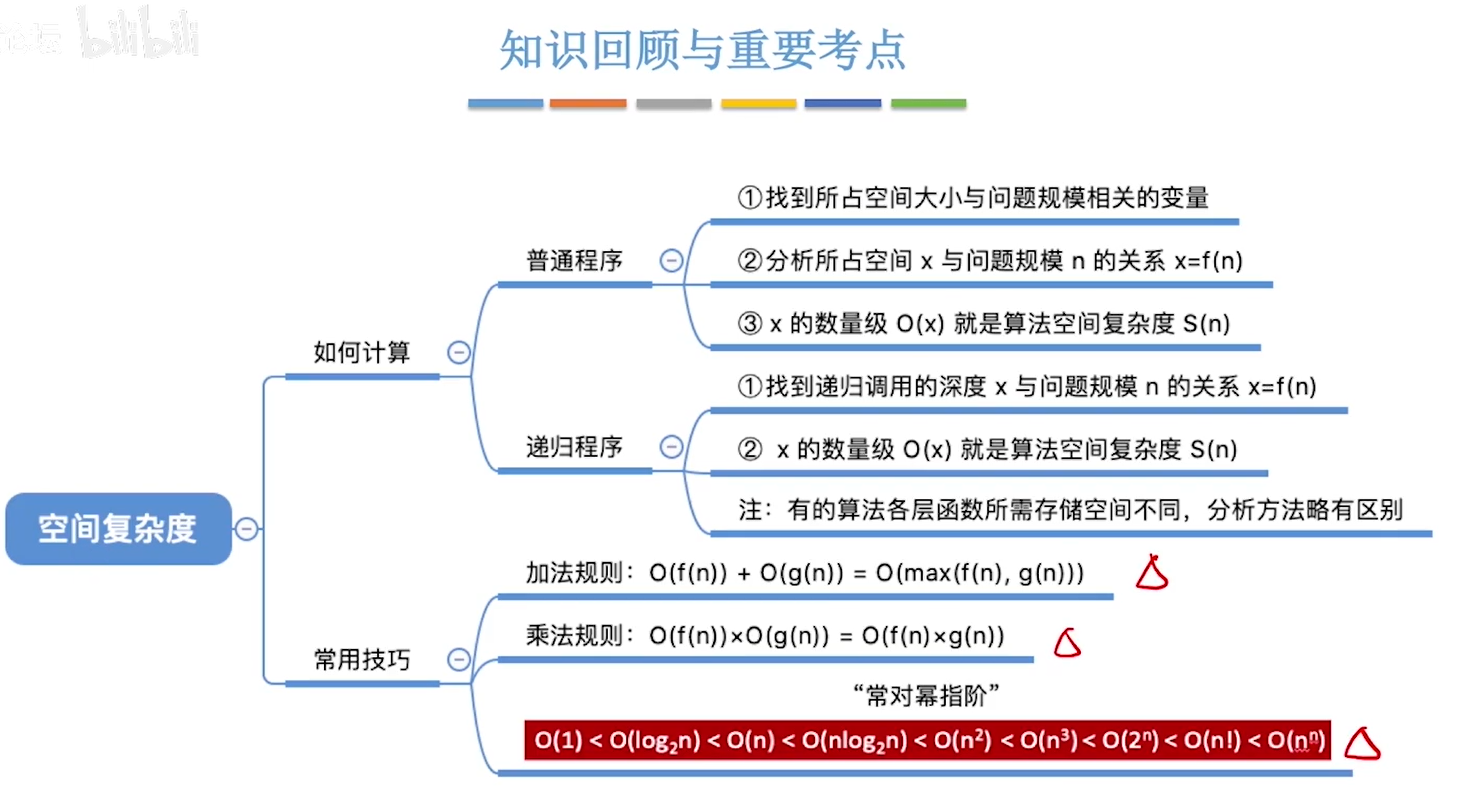 bilibili
知识回顾与重要考点
①找到所占空间大小与问题规模相关的变量
普通程序
②分析所占空间 x 与问题规模 n 的关系 x=f(n)
③ x 的数量级 O(x) 就是算法空间复杂度 S(n)
如何计算
①找到递归调用的深度 x 与问题规模 n 的关系 x=f(n)
递归程序
② x 的数量级 O(x) 就是算法空间复杂度 S(n)
注：有的算法各层函数所需存储空间不同，分析方法略有区别
空间复杂度
加法规则：O(f(n)) + O(g(n)) = O(max(f(n), g(n)))
乘法规则：O(f(n))×O(g(n)) = O(f(n)×g(n))
常用技巧
“常对幂指阶”
O(1) < O(log₂n) < O(n) < O(nlog₂n) < O(n²) < O(n³) < O(2ⁿ) < O(n!) < O(nⁿ)